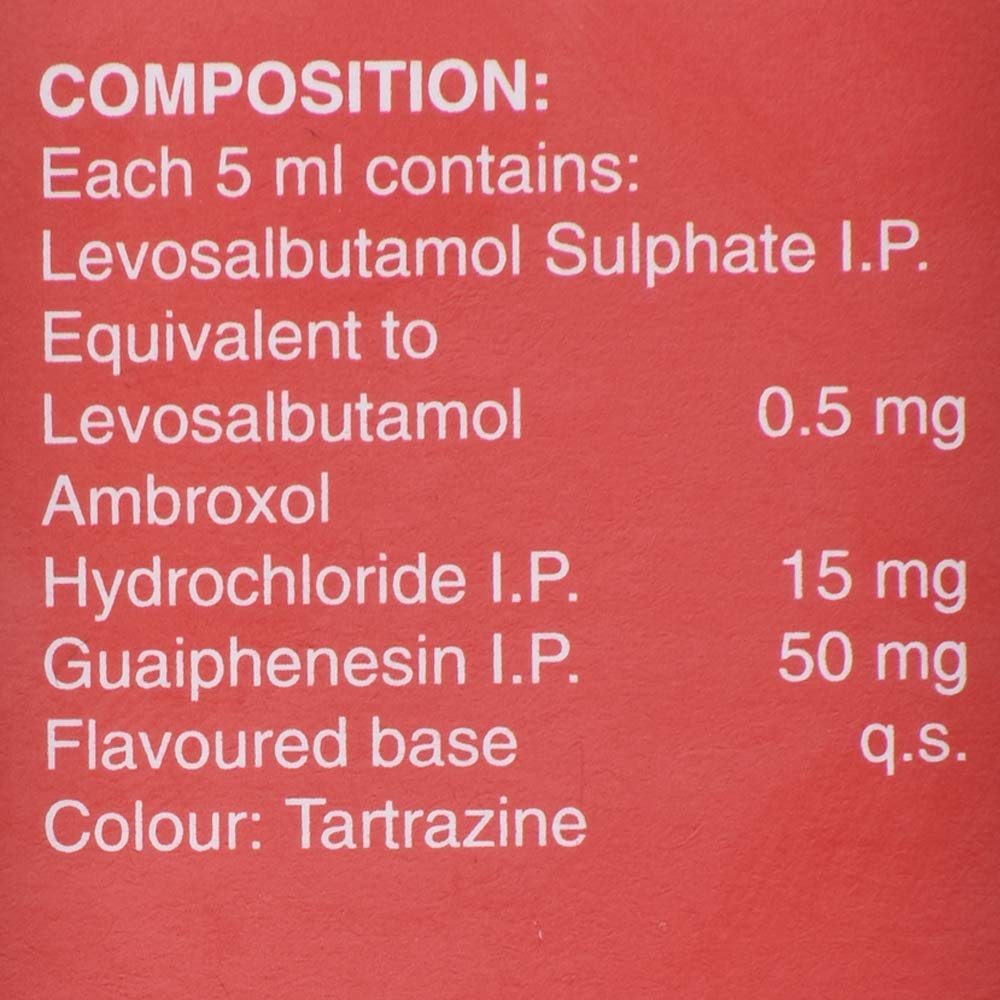 COMPOSITION:
Each 5 ml contains:
Levosalbutamol Sulphate I.P.
Equivalent to
Levosalbutamol 0.5 mg
Ambroxol
Hydrochloride I.P. 15 mg
Guaiphenesin I.P. 50 mg
Flavoured base q.s.
Colour: Tartrazine